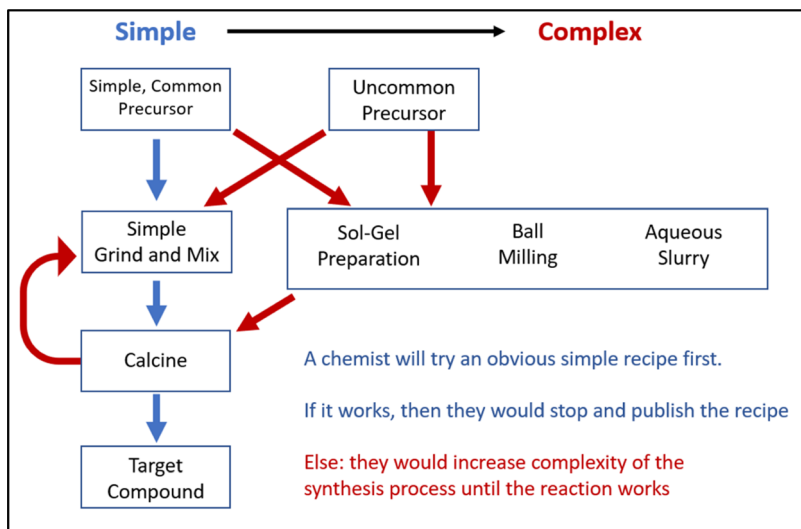 Simple
Complex
Simple, Common
Precursor
Uncommon
Precursor
Simple
Grind and Mix
Sol-Gel
Preparation
Ball
Milling
Aqueous
Slurry
Calcine
A chemist will try an obvious simple recipe first.
If it works, then they would stop and publish the recipe
Target
Compound
Else: they would increase complexity of the
synthesis process until the reaction works